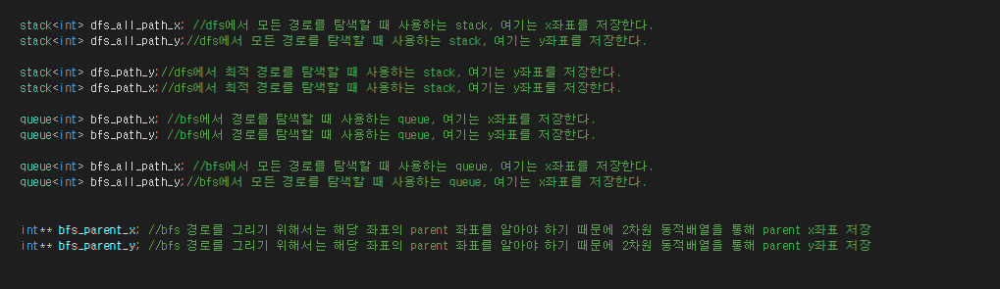 stack<int> dfs_all_path_x; //dfs에서 모든 경로를 탐색할 때 사용하는 stack, 여기는 x좌표를 저장한다.
stack<int> dfs_all_path_y;//dfs에서 모든 경로를 탐색할 때 사용하는 stack, 여기는 y좌표를 저장한다.
stack<int> dfs_path_y;//dfs에서 최적 경로를 탐색할 때 사용하는 stack, 여기는 y좌표를 저장한다.
stack<int> dfs_path_x;//dfs에서 최적 경로를 탐색할 때 사용하는 stack, 여기는 y좌표를 저장한다.
queue<int> bfs_path_x; //bfs에서 경로를 탐색할 때 사용하는 queue, 여기는 x좌표를 저장한다.
queue<int> bfs_path_y; //bfs에서 경로를 탐색할 때 사용하는 queue, 여기는 y좌표를 저장한다.
queue<int> bfs_all_path_x; //bfs에서 모든 경로를 탐색할 때 사용하는 queue, 여기는 x좌표를 저장한다.
queue<int> bfs_all_path_y;//bfs에서 모든 경로를 탐색할 때 사용하는 queue, 여기는 x좌표를 저장한다.
int** bfs_parent_x; //bfs 경로를 그리기 위해서는 해당 좌표의 parent 좌표를 알아야 하기 때문에 2차원 동적배열을 통해 parent x좌표 저장
int** bfs_parent_y; //bfs 경로를 그리기 위해서는 해당 좌표의 parent 좌표를 알아야 하기 때문에 2차원 동적배열을 통해 parent y좌표 저장